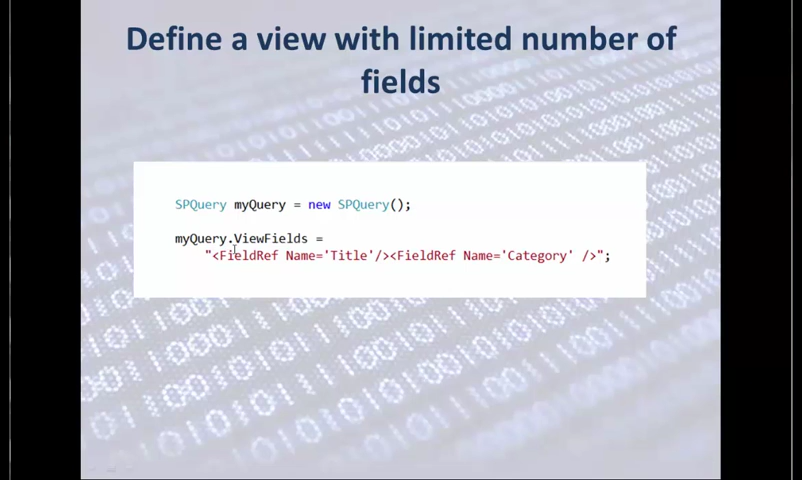 Define a view with limited number of
fields
SPQuery myQuery = new SPQuery();
myQuery.ViewFields =
"<FieldRef Name='Title'/><FieldRef Name='Category' />";